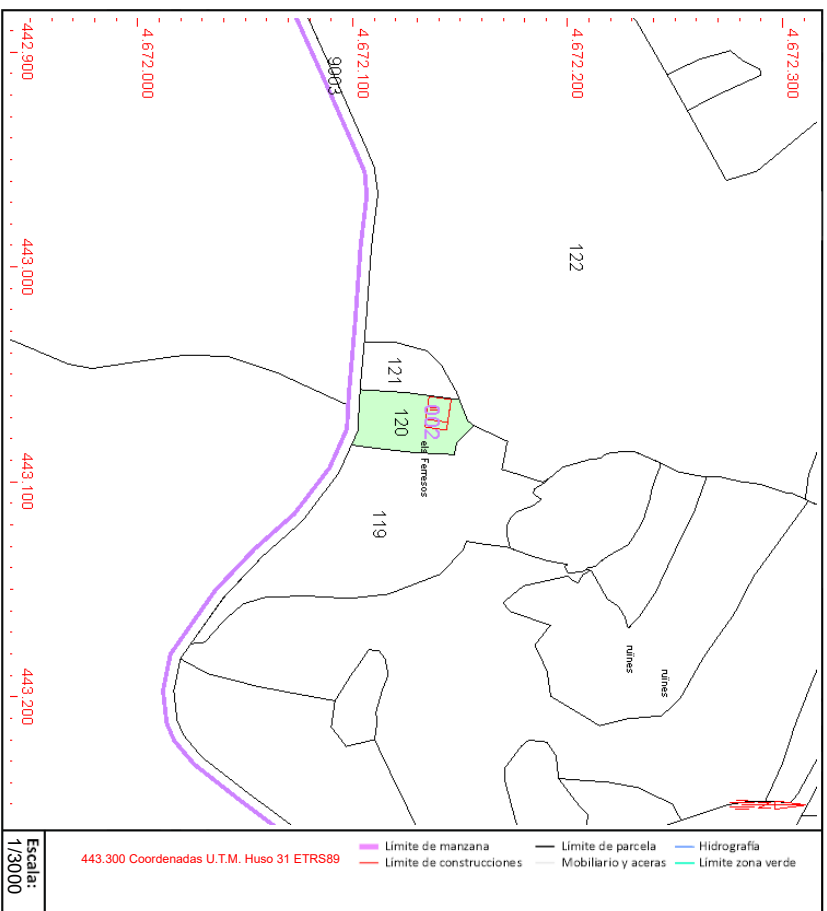 4.672.000
4.672.100
4.672.200
4.672.300
442.900
443.000
443.100
443.200
9003
122
121
120
002
els Ferresos
119
ruïnes
ruïnes
Escala:
1/3000
443.300 Coordenadas U.T.M. Huso 31 ETRS89
Límite de manzana
Límite de construcciones
Límite de parcela
Mobiliario y aceras
Hidrografía
Límite zona verde